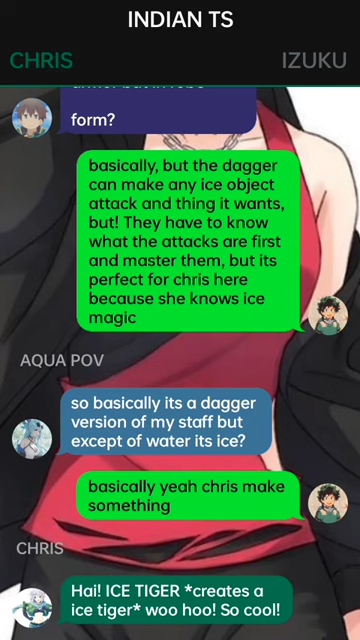 INDIAN TS
CHRIS
IZUKU
form?
basically, but the dagger
can make any ice object
attack and thing it wants,
but! They have to know
what the attacks are first
and master them, but its
perfect for chris here
because she knows ice
magic
AQUA POV
so basically its a dagger
version of my staff but
except of water its ice?
basically yeah chris make
something
CHRIS
Hai! ICE TIGER *creates a
ice tiger* woo hoo! So cool!